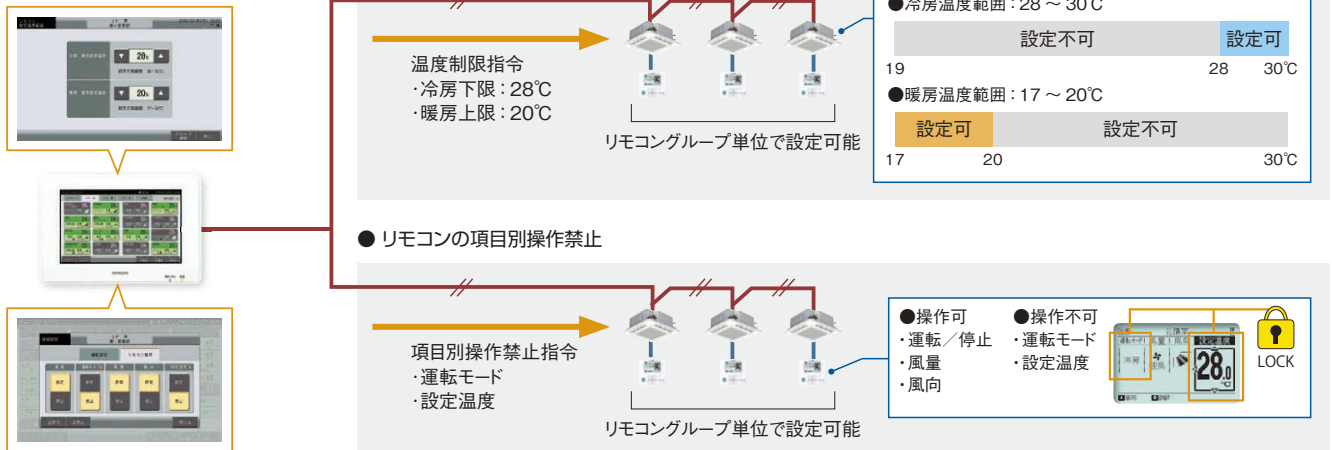 ●冷房温度範囲：28～30℃
設定不可 設定可
19 28 30℃
●暖房温度範囲：17～20℃
設定可 設定不可
17 20 30℃
温度制限指令
・冷房下限：28℃
・暖房上限：20℃
リモコングループ単位で設定可能
● リモコンの項目別操作禁止
項目別操作禁止指令
・運転モード
・設定温度
リモコングループ単位で設定可能
●操作可
・運転／停止
・風量
・風向
●操作不可
・運転モード
・設定温度
設定温度
28.0
℃
LOCK
20
20